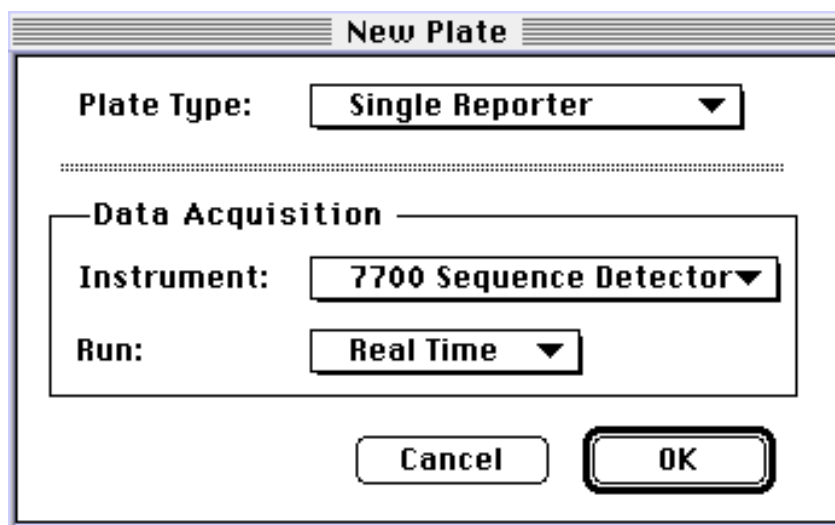 New Plate
Plate Type: Single Reporter
Data Acquisition
Instrument: 7700 Sequence Detector
Run: Real Time
Cancel OK